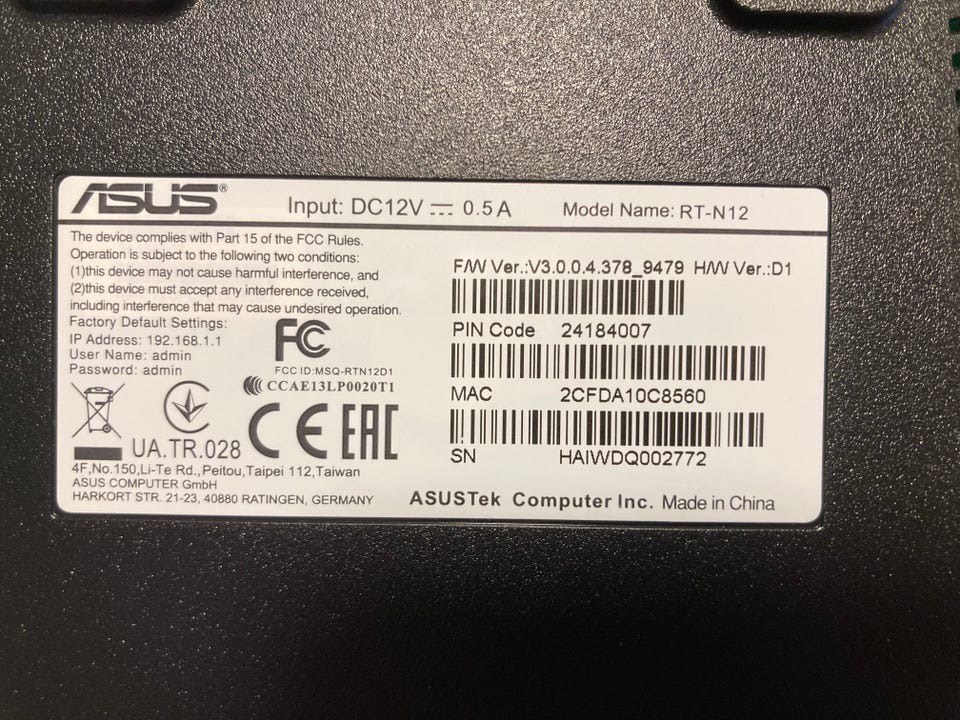 ASUS®
Input: DC12V ⎓ 0.5A
Model Name: RT-N12
The device complies with Part 15 of the FCC Rules.
Operation is subject to the following two conditions:
(1)this device may not cause harmful interference, and
(2)this device must accept any interference received,
including interference that may cause undesired operation.
Factory Default Settings:
IP Address: 192.168.1.1
User Name: admin
Password: admin
FC
FCC ID:MSQ-RTN12D1
CCAE13LP0020T1
UA.TR.028
CE EAC
4F,No.150,Li-Te Rd.,Peitou,Taipei 112,Taiwan
ASUS COMPUTER GmbH
HARKORT STR. 21-23, 40880 RATINGEN, GERMANY
F/W Ver.:V3.0.0.4.378_9479 H/W Ver.:D1
PIN Code 24184007
MAC 2CFDA10C8560
SN HAIWDQ002772
ASUSTek Computer Inc. Made in China